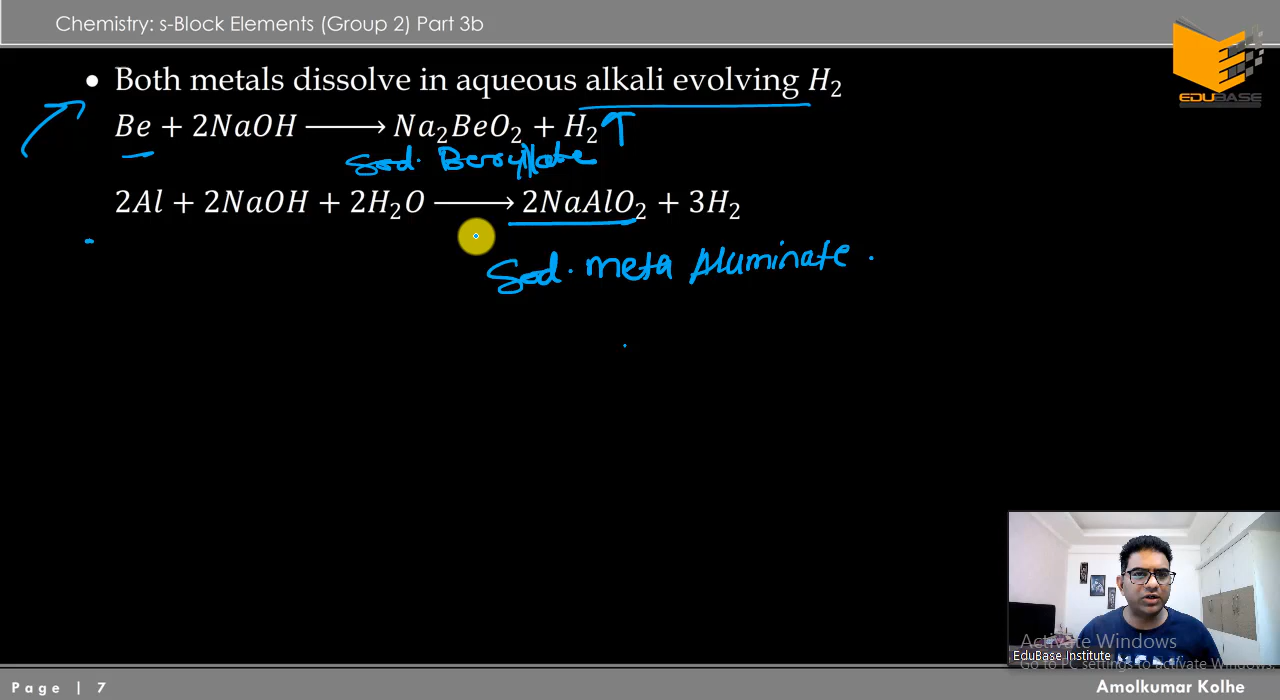 Chemistry: s-Block Elements (Group 2) Part 3b
EDUBASE
• Both metals dissolve in aqueous alkali evolving H₂
Be + 2NaOH ⟶ Na₂BeO₂ + H₂ ↑
Sod. Beryllate
2Al + 2NaOH + 2H₂O ⟶ 2NaAlO₂ + 3H₂
Sod. meta Aluminate.
Activate Windows
EduBase Institute
Go to PC settings to activate Windows.
Page | 7
Amolkumar Kolhe